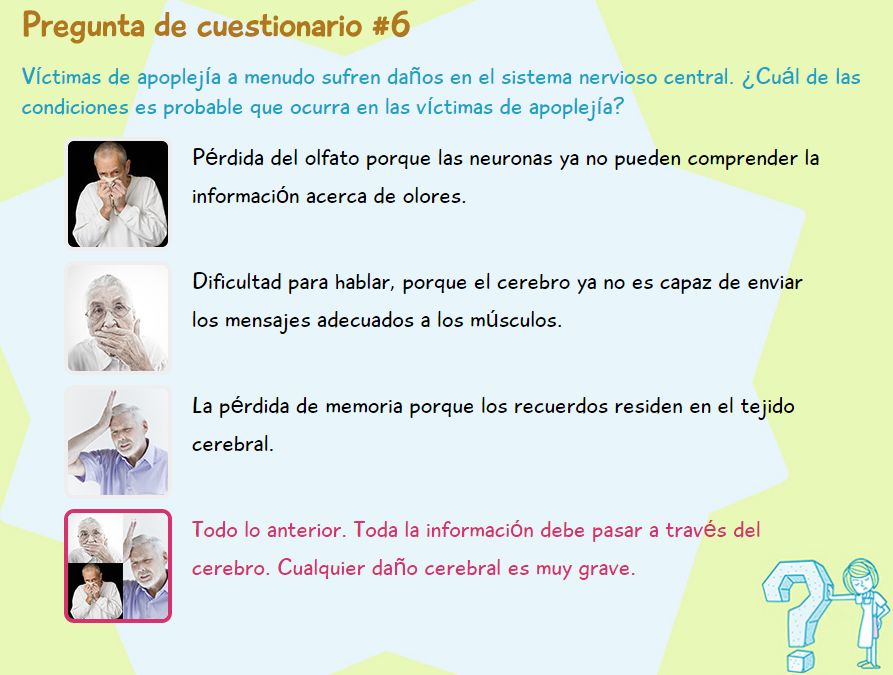 Pregunta de cuestionario #6
Víctimas de apoplejía a menudo sufren daños en el sistema nervioso central. ¿Cuál de las
condiciones es probable que ocurra en las víctimas de apoplejía?
Pérdida del olfato porque las neuronas ya no pueden comprender la
información acerca de olores.
Dificultad para hablar, porque el cerebro ya no es capaz de enviar
los mensajes adecuados a los músculos.
La pérdida de memoria porque los recuerdos residen en el tejido
cerebral.
Todo lo anterior. Toda la información debe pasar a través del
cerebro. Cualquier daño cerebral es muy grave.
?